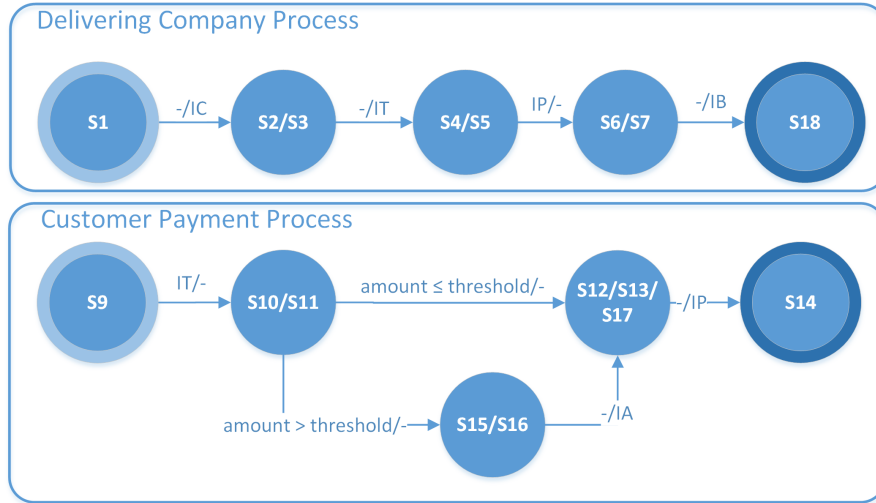 Delivering Company Process
S1
-/IC
S2/S3
-/IT
S4/S5
IP/-
S6/S7
-/IB
S18
Customer Payment Process
S9
IT/-
S10/S11
amount ≤ threshold/-
S12/S13/
S17
-/IP
S14
amount > threshold/-
S15/S16
-/IA